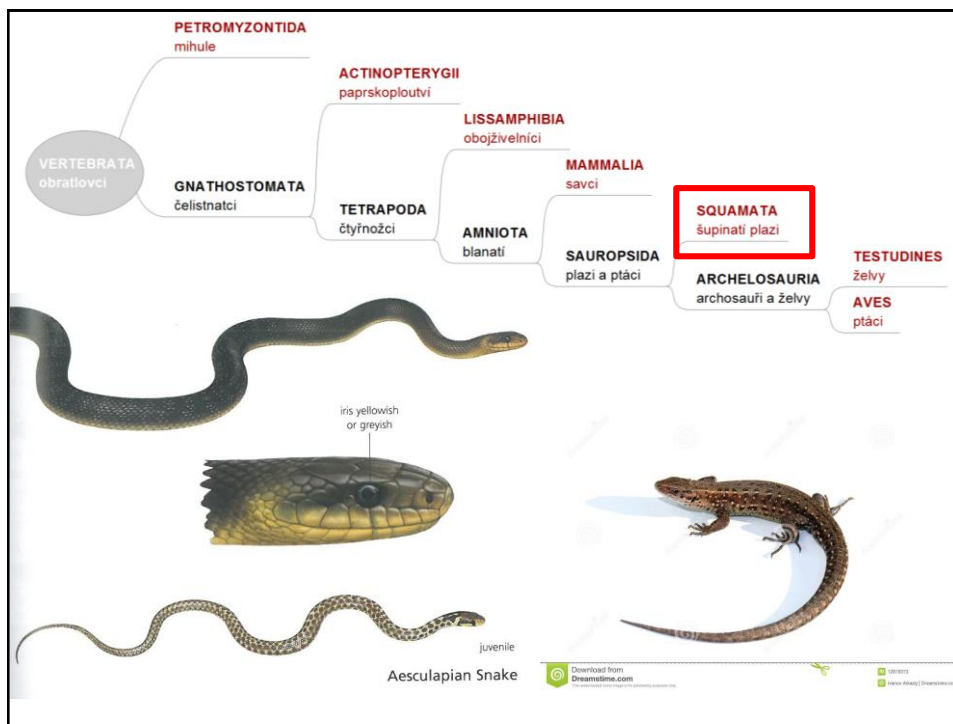 PETROMYZONTIDA
mihule
ACTINOPTERYGII
paprskoploutví
LISSAMPHIBIA
obojživelníci
VERTEBRATA
obratlovci
MAMMALIA
savci
GNATHOSTOMATA
čelistnatci
TETRAPODA
čtyřnožci
SQUAMATA
šupinatí plazi
AMNIOTA
blanatí
SAUROPSIDA
plazi a ptáci
ARCHELOSAURIA
archosauři a želvy
TESTUDINES
želvy
AVES
ptáci
iris yellowish
or greyish
juvenile
Aesculapian Snake
Download from
Dreamstime.com